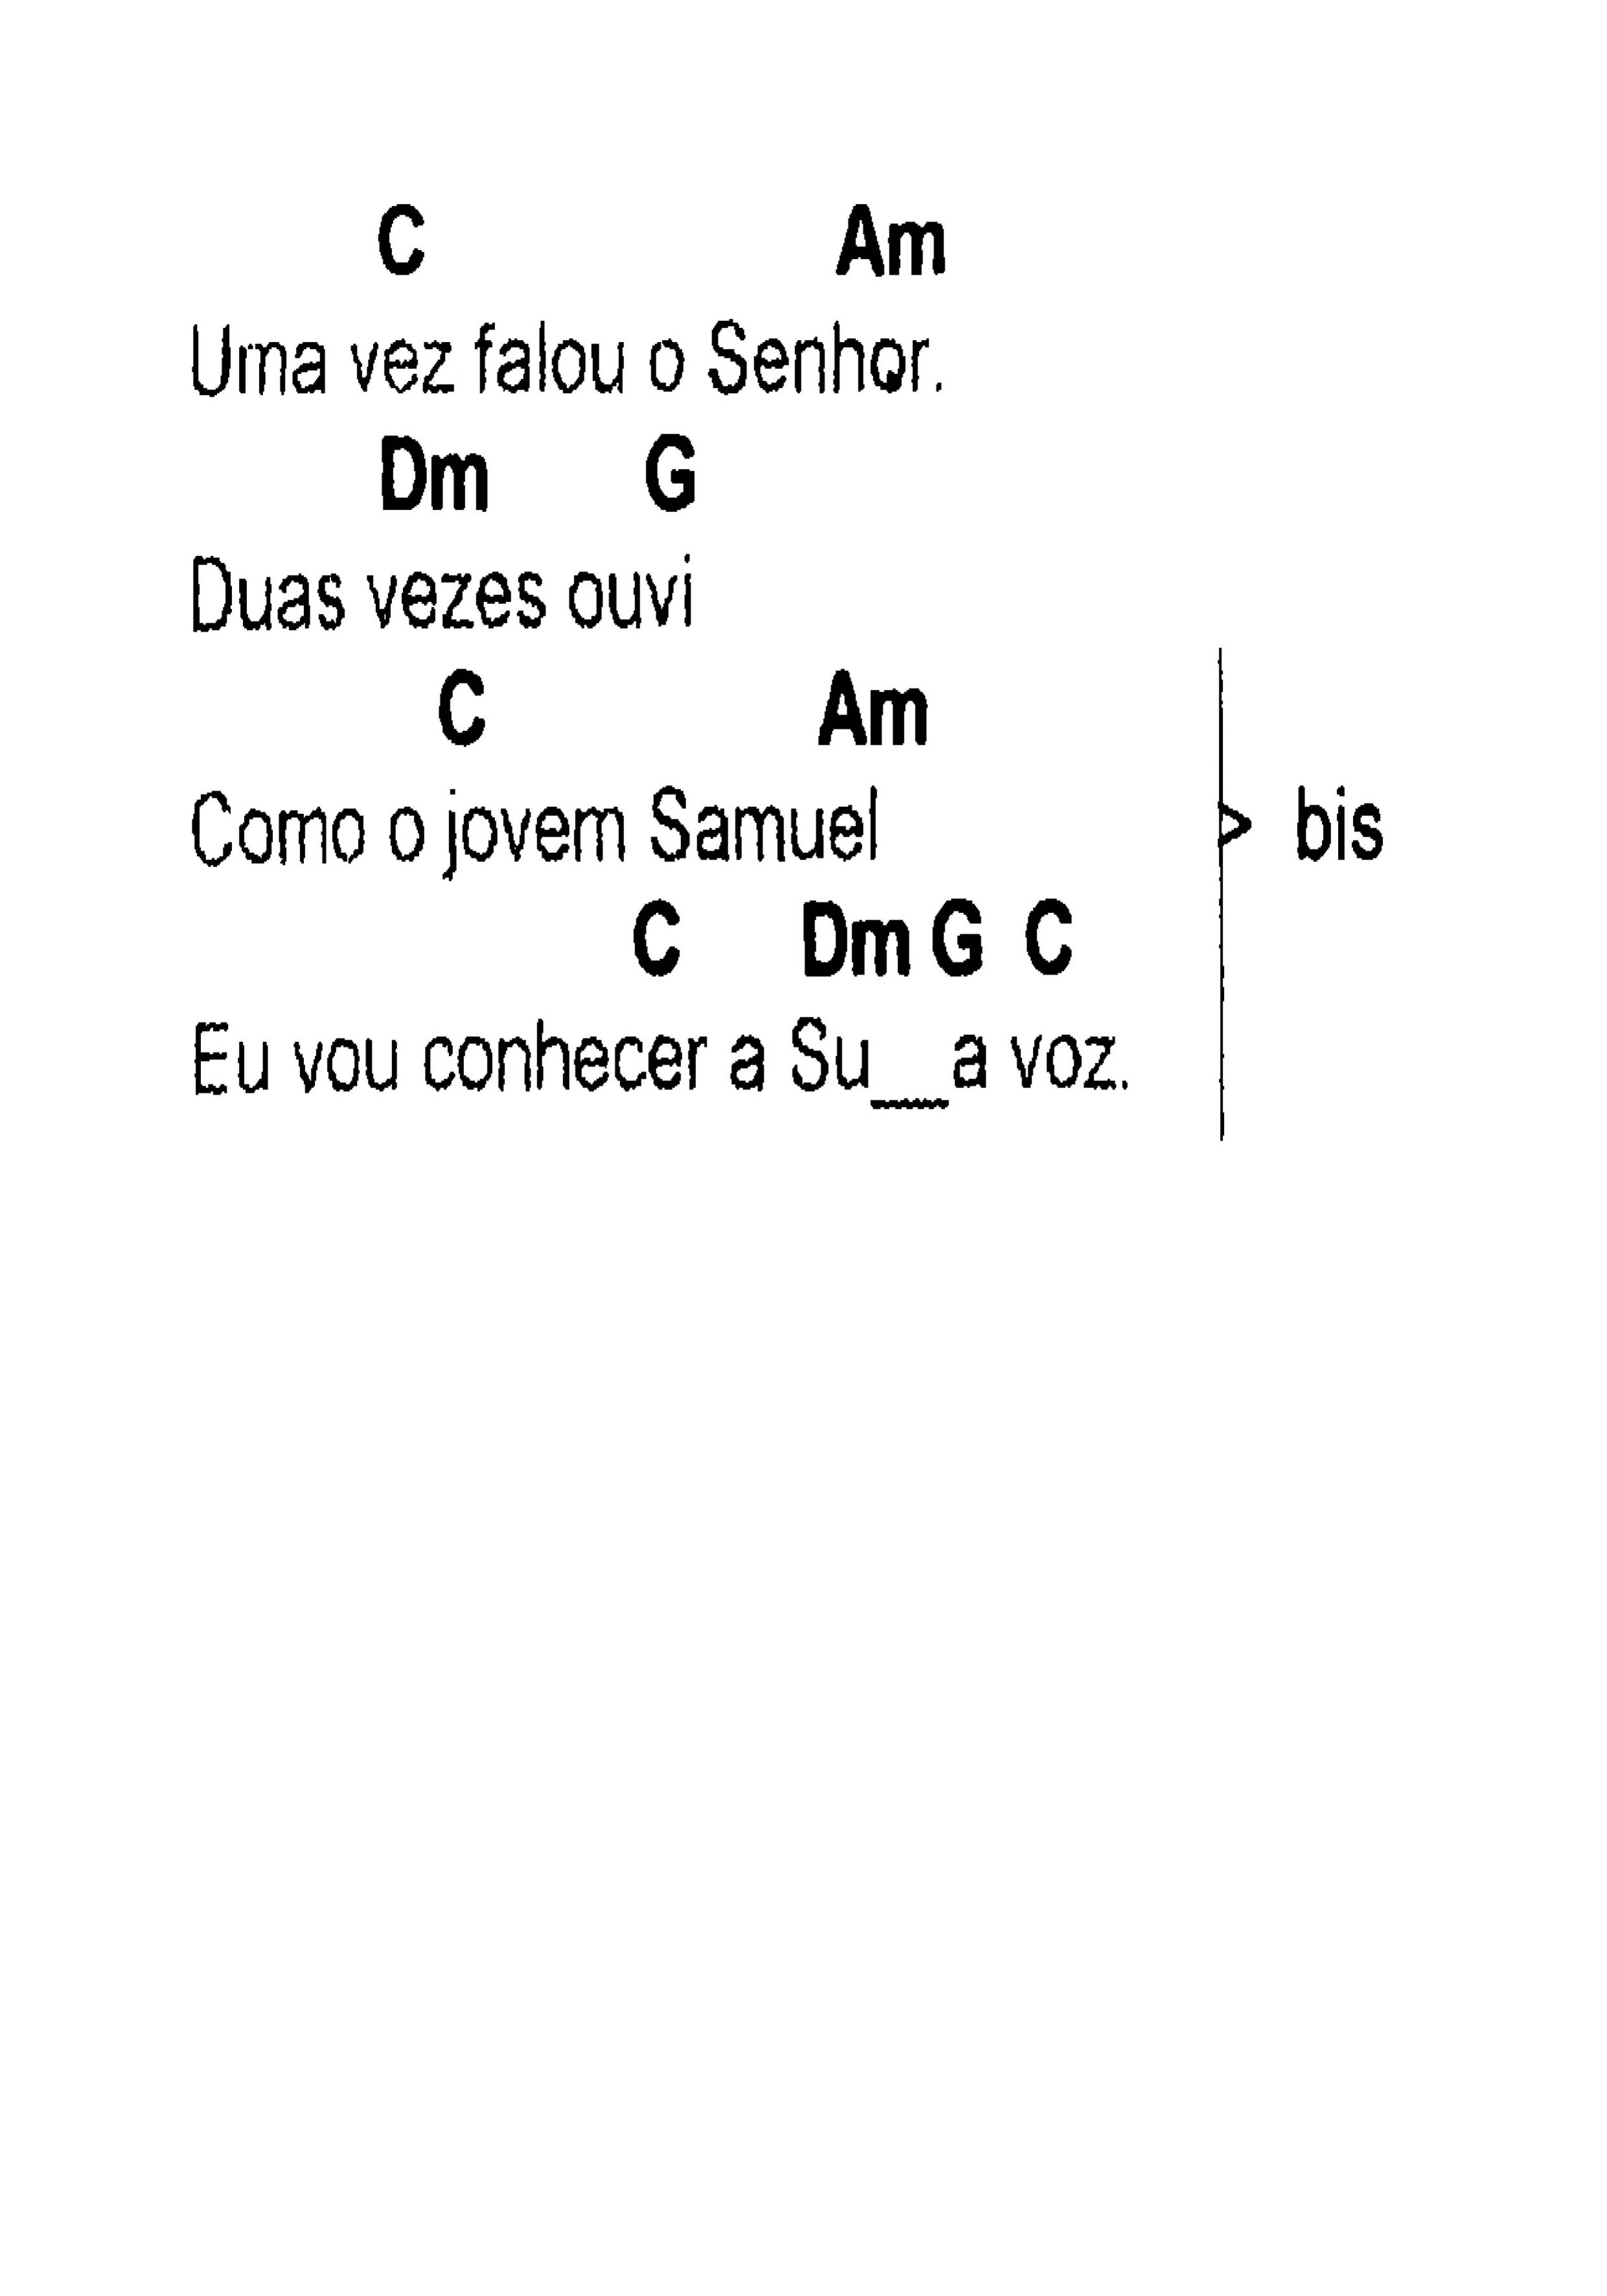 C Am
Uma vez falou o Senhor.
Dm G
Duas vezes ouvi
C Am
Como o jovem Samuel
> bis
C Dm G C
Eu vou conhecer a Su__a voz.